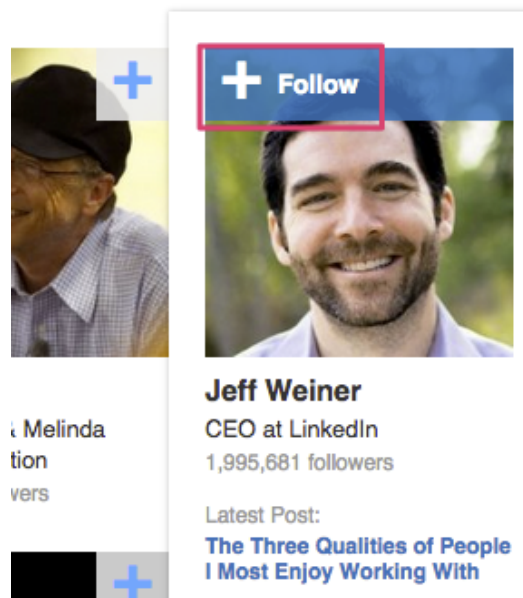 + Follow
Jeff Weiner
CEO at LinkedIn
1,995,681 followers
Latest Post:
The Three Qualities of People
I Most Enjoy Working With
& Melinda
tion
wers